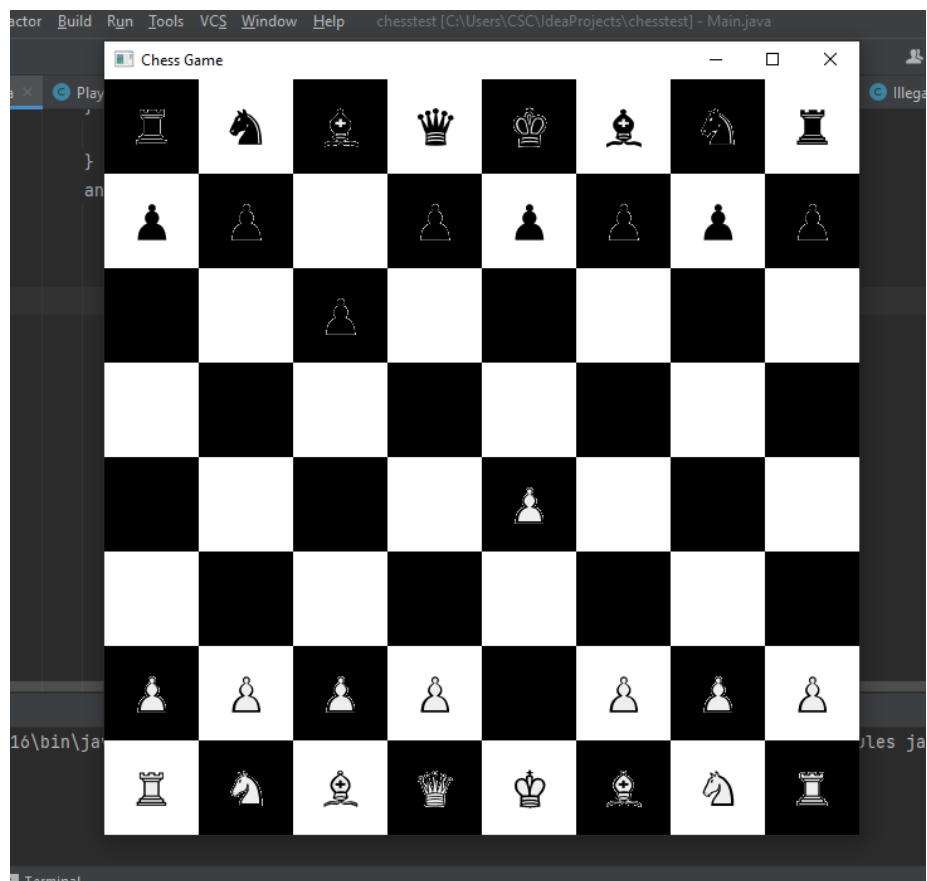 actor Build Run Tools VCS Window Help chesstest [C:\Users\CSC\IdeaProjects\chesstest] - Main.java
Chess Game
a × C Play C Illega
}
}
an
16\bin\jav ules ja
Terminal